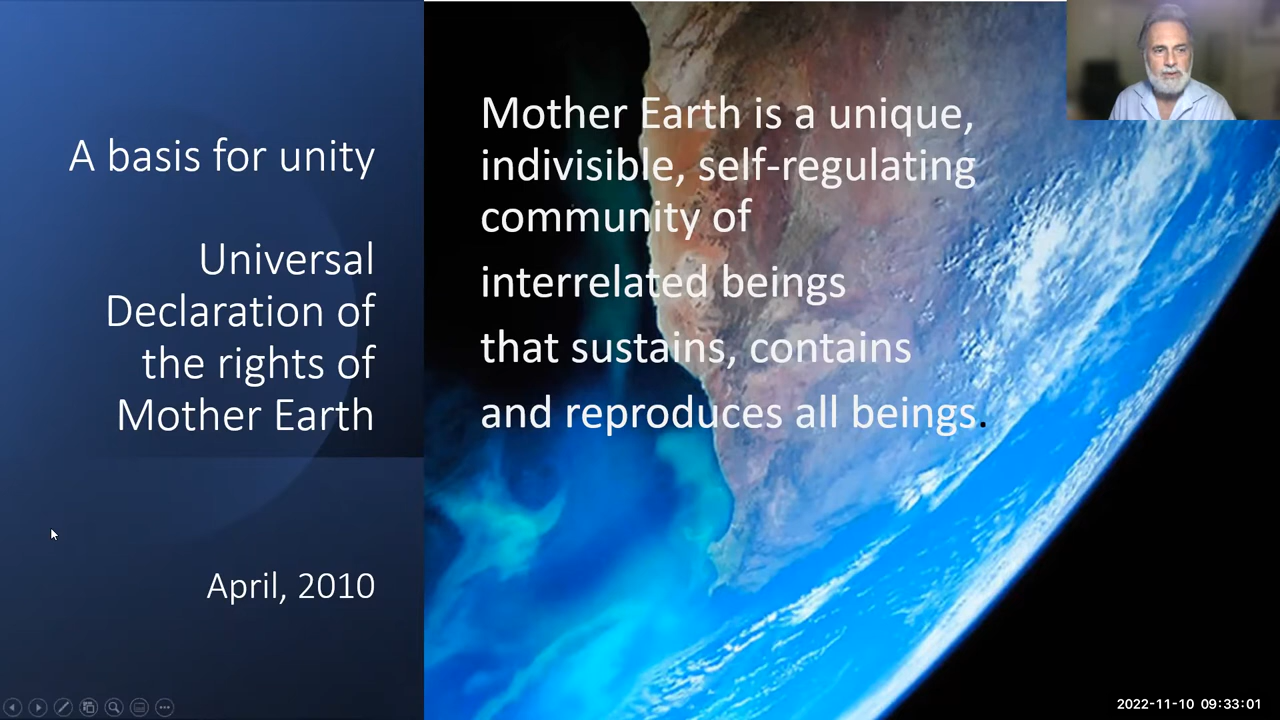 A basis for unity
Universal
Declaration of
the rights of
Mother Earth
April, 2010
Mother Earth is a unique,
indivisible, self-regulating
community of
interrelated beings
that sustains, contains
and reproduces all beings.
2022-11-10 09:33:01